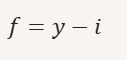 f = y − i